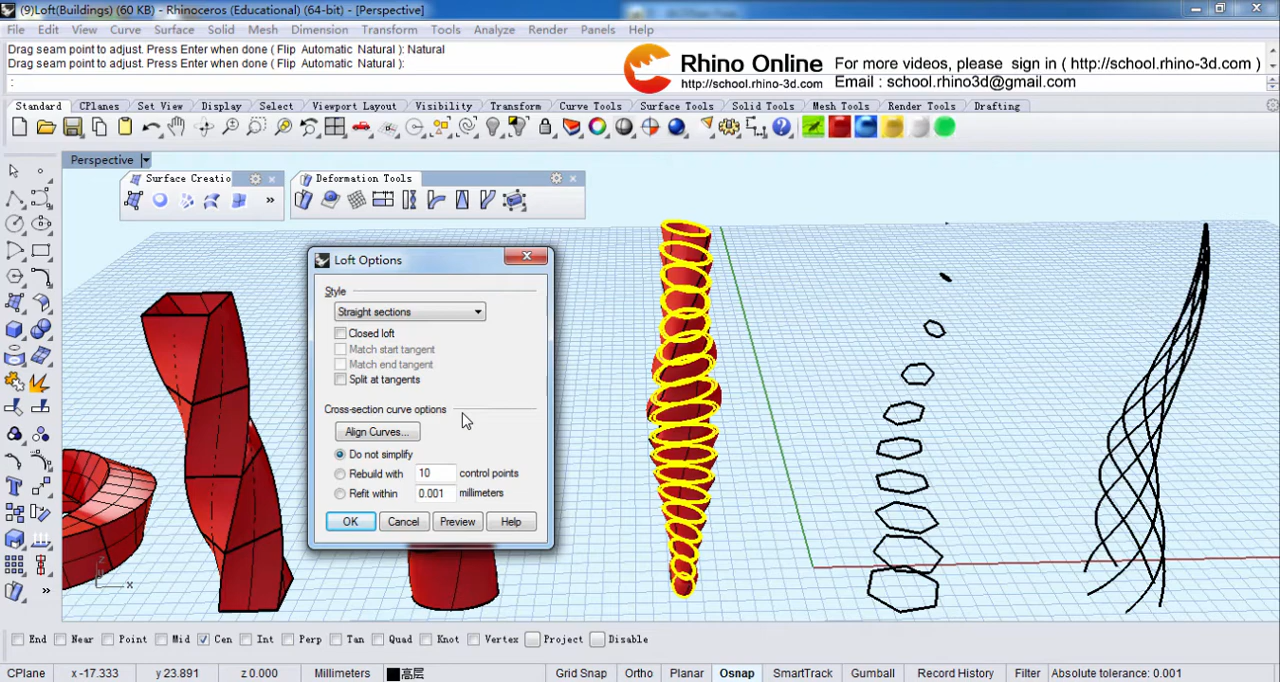 (9)Loft(Buildings) (60 KB) - Rhinoceros (Educational) (64-bit) - [Perspective]
File Edit View Curve Surface Solid Mesh Dimension Transform Tools Analyze Render Panels Help
Drag seam point to adjust. Press Enter when done ( Flip Automatic Natural ): Natural
Drag seam point to adjust. Press Enter when done ( Flip Automatic Natural ):
:
Rhino Online
http://school.rhino-3d.com
For more videos, please sign in ( http://school.rhino-3d.com )
Email : school.rhino3d@gmail.com
Standard CPlanes Set View Display Select Viewport Layout Visibility Transform Curve Tools Surface Tools Solid Tools Mesh Tools Render Tools Drafting
Perspective
Surface Creatio
Deformation Tools
Loft Options
Style
Straight sections
Closed loft
Match start tangent
Match end tangent
Split at tangents
Cross-section curve options
Align Curves...
Do not simplify
Rebuild with 10 control points
Refit within 0.001 millimeters
OK Cancel Preview Help
z
x
End Near Point Mid Cen Int Perp Tan Quad Knot Vertex Project Disable
CPlane x -17.333 y 23.891 z 0.000 Millimeters 高层 Grid Snap Ortho Planar Osnap SmartTrack Gumball Record History Filter Absolute tolerance: 0.001